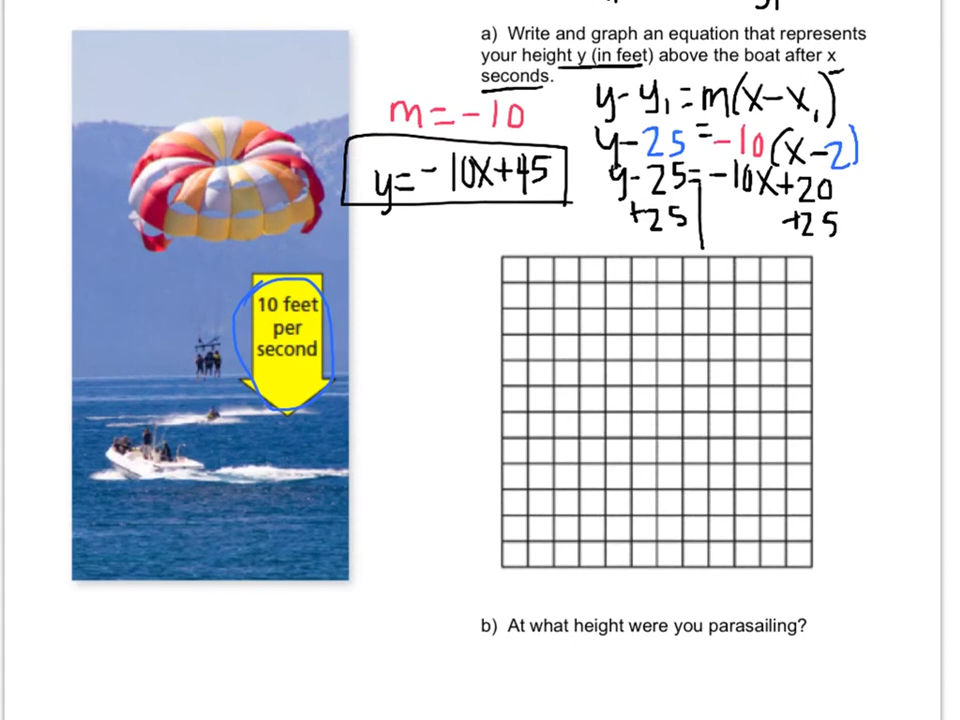 a) Write and graph an equation that represents
your height y (in feet) above the boat after x
seconds.
m=-10
y=-10x+45
y-y₁=m(x-x₁)
y-25=-10(x-2)
y-25=-10x+20
+25 +25
10 feet
per
second
b) At what height were you parasailing?